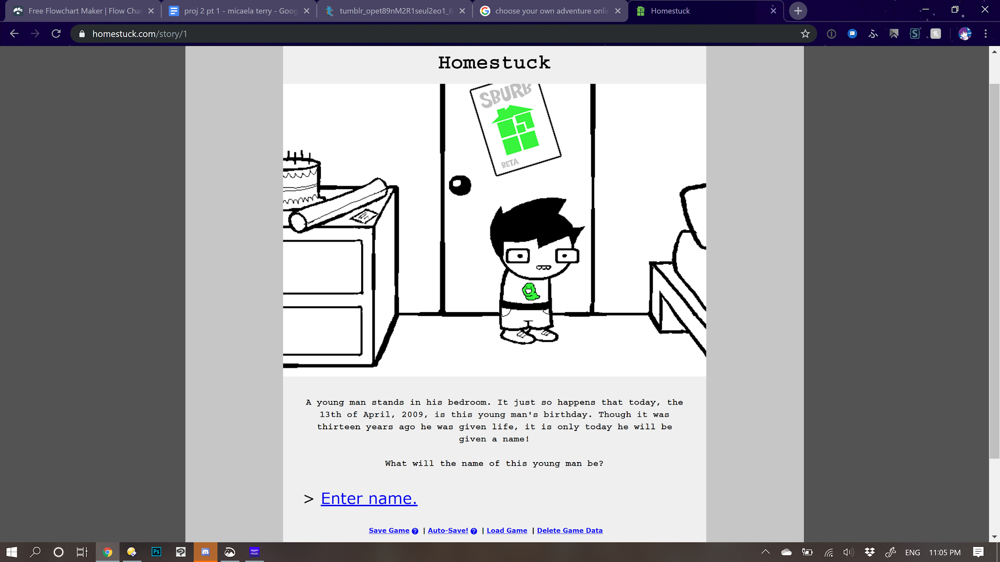 Free Flowchart Maker | Flow Char
proj 2 pt 1 - micaela terry - Goog
tumblr_opet89nM2R1seul2eo1_6
choose your own adventure onlin
Homestuck
homestuck.com/story/1
Homestuck
SBURB
BETA
A young man stands in his bedroom. It just so happens that today, the
13th of April, 2009, is this young man's birthday. Though it was
thirteen years ago he was given life, it is only today he will be
given a name!
What will the name of this young man be?
> Enter name.
Save Game ? | Auto-Save! ? | Load Game | Delete Game Data
Ps
amazon music
ENG
11:05 PM